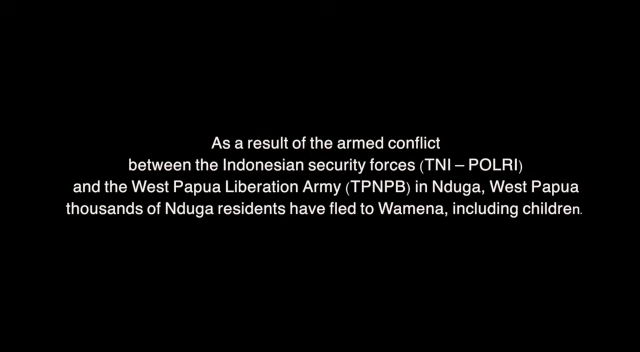 As a result of the armed conflict
between the Indonesian security forces (TNI – POLRI)
and the West Papua Liberation Army (TPNPB) in Nduga, West Papua
thousands of Nduga residents have fled to Wamena, including children.